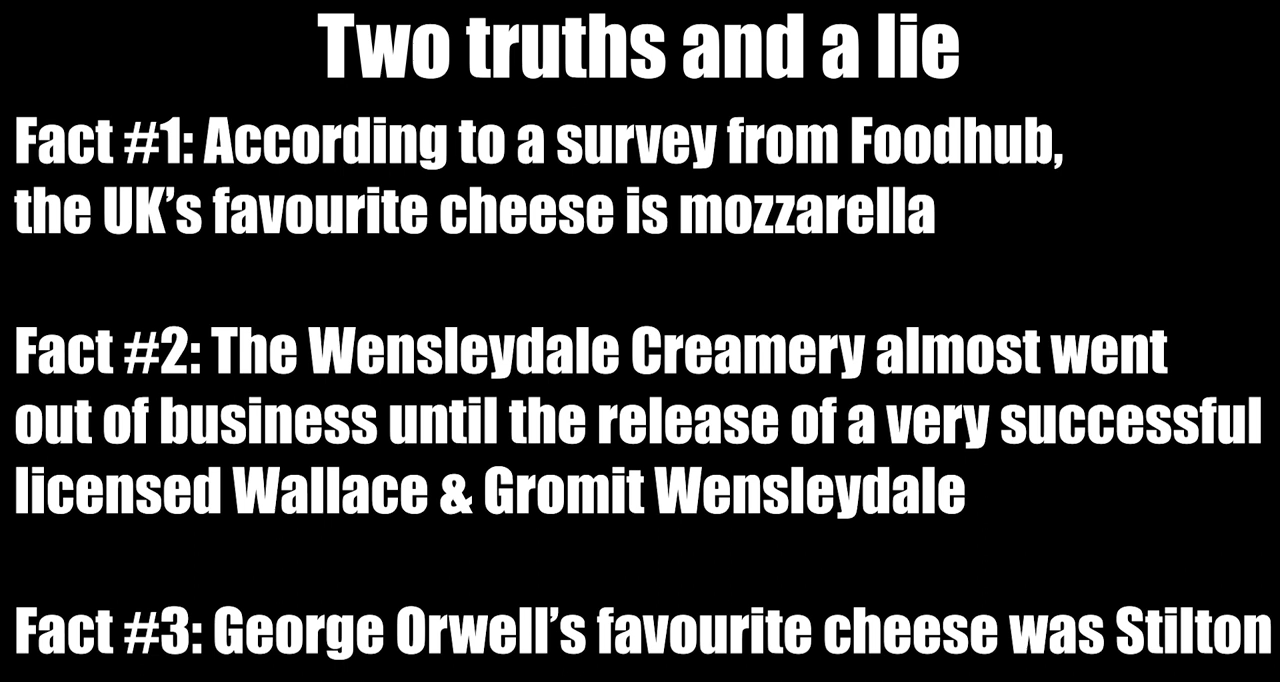 Two truths and a lie
Fact #1: According to a survey from Foodhub,
the UK’s favourite cheese is mozzarella
Fact #2: The Wensleydale Creamery almost went
out of business until the release of a very successful
licensed Wallace & Gromit Wensleydale
Fact #3: George Orwell’s favourite cheese was Stilton